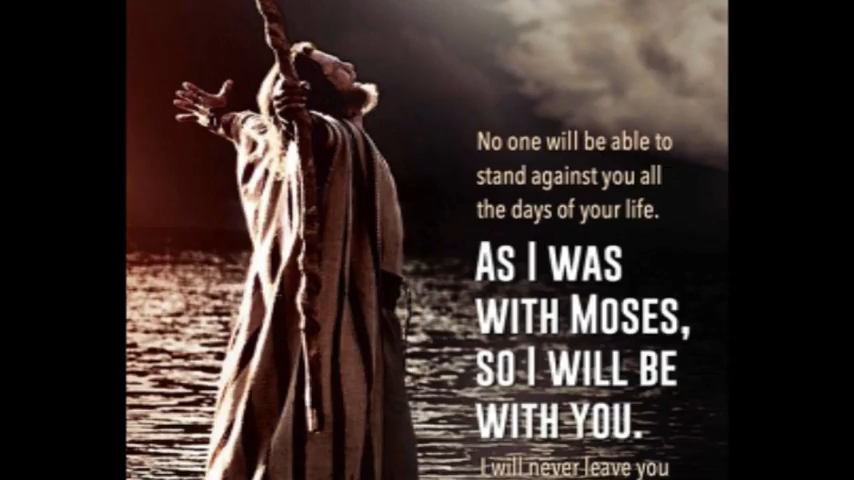 No one will be able to
stand against you all
the days of your life.
AS I WAS
WITH MOSES,
SO I WILL BE
WITH YOU.
I will never leave you